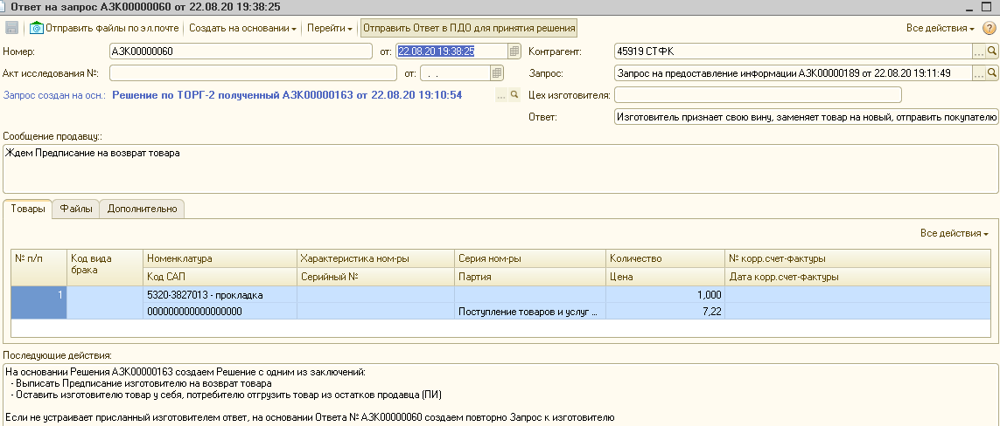 Ответ на запрос АЗК00000060 от 22.08.20 19:38:25
Отправить файлы по эл.почте Создать на основании Перейти Отправить Ответ в ПДО для принятия решения Все действия ?
Номер: АЗК00000060 от: 22.08.20 19:38:25 Контрагент: 45919 СТФК ...
Акт исследования №: от: . . Запрос: Запрос на предоставление информации АЗК00000189 от 22.08.20 19:11:49 ...
Запрос создан на осн.: Решение по ТОРГ-2 полученный АЗК00000163 от 22.08.20 19:10:54 ... Цех изготовителя:
Ответ: Изготовитель признает свою вину, заменяет товар на новый, отправить покупателю
Сообщение продавцу::
Ждем Предписание на возврат товара
Товары Файлы Дополнительно
Все действия
№ п/п Код вида брака Номенклатура Характеристика ном-ры Серия ном-ры Количество № корр.счет-фактуры
Код САП Серийный № Партия Цена Дата корр.счет-фактуры
1 5320-3827013 - прокладка 1,000
000000000000000000 Поступление товаров и услуг ... 7,22
Последующие действия:
На основании Решения АЗК00000163 создаем Решение с одним из заключений:
- Выписать Предписание изготовителю на возврат товара
- Оставить изготовителю товар у себя, потребителю отгрузить товар из остатков продавца (ПИ)
Если не устраивает присланный изготовителем ответ, на основании Ответа № АЗК00000060 создаем повторно Запрос к изготовителю